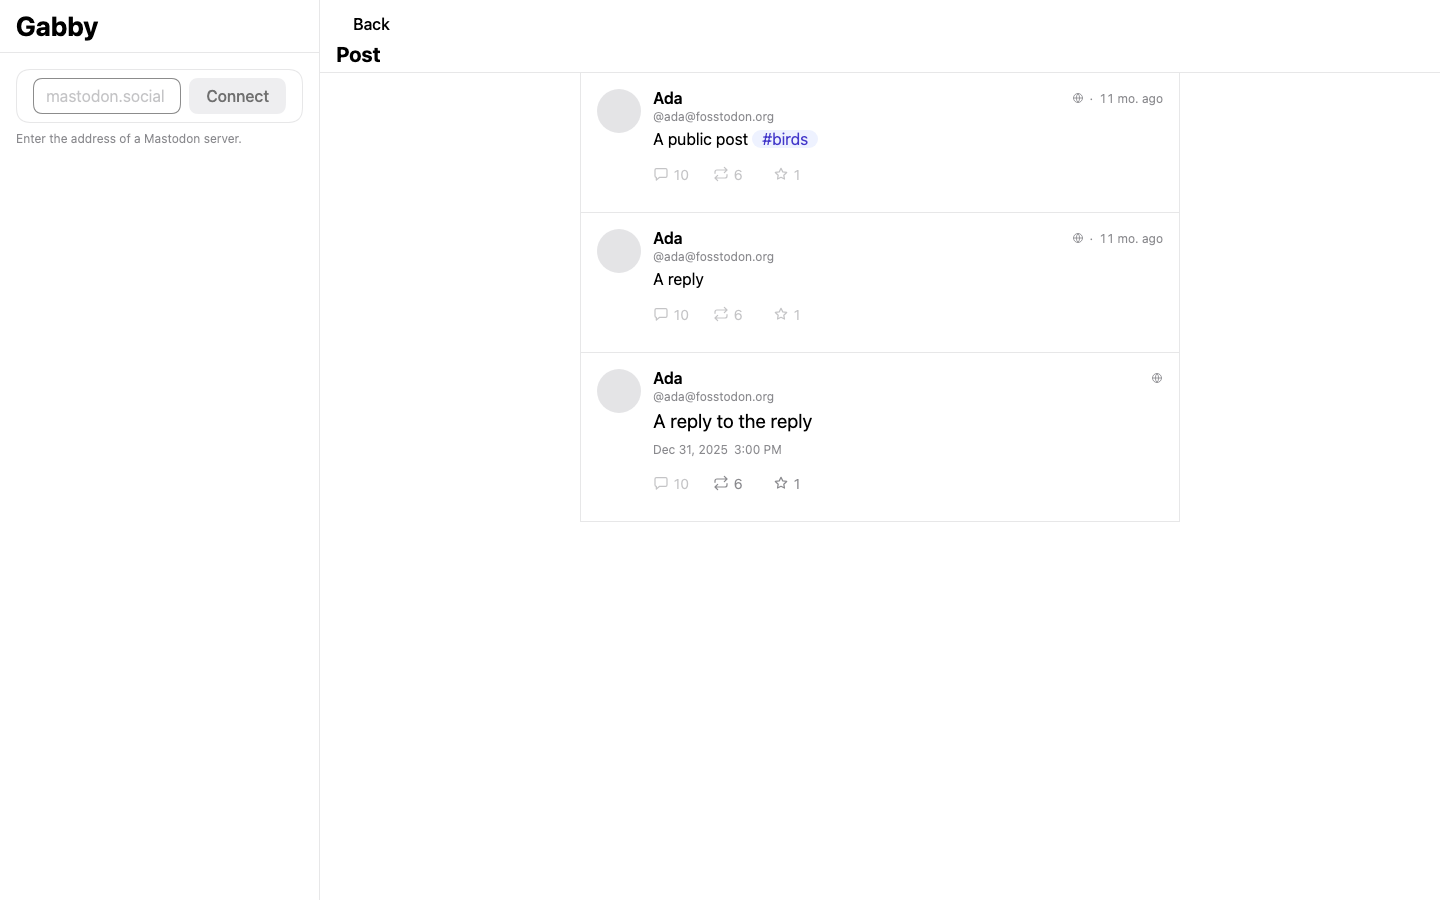 Gabby
mastodon.social
Connect
Enter the address of a Mastodon server.
Back
Post
Ada
· 11 mo. ago
@ada@fosstodon.org
A public post #birds
10 6 1
Ada
· 11 mo. ago
@ada@fosstodon.org
A reply
10 6 1
Ada
@ada@fosstodon.org
A reply to the reply
Dec 31, 2025 3:00 PM
10 6 1